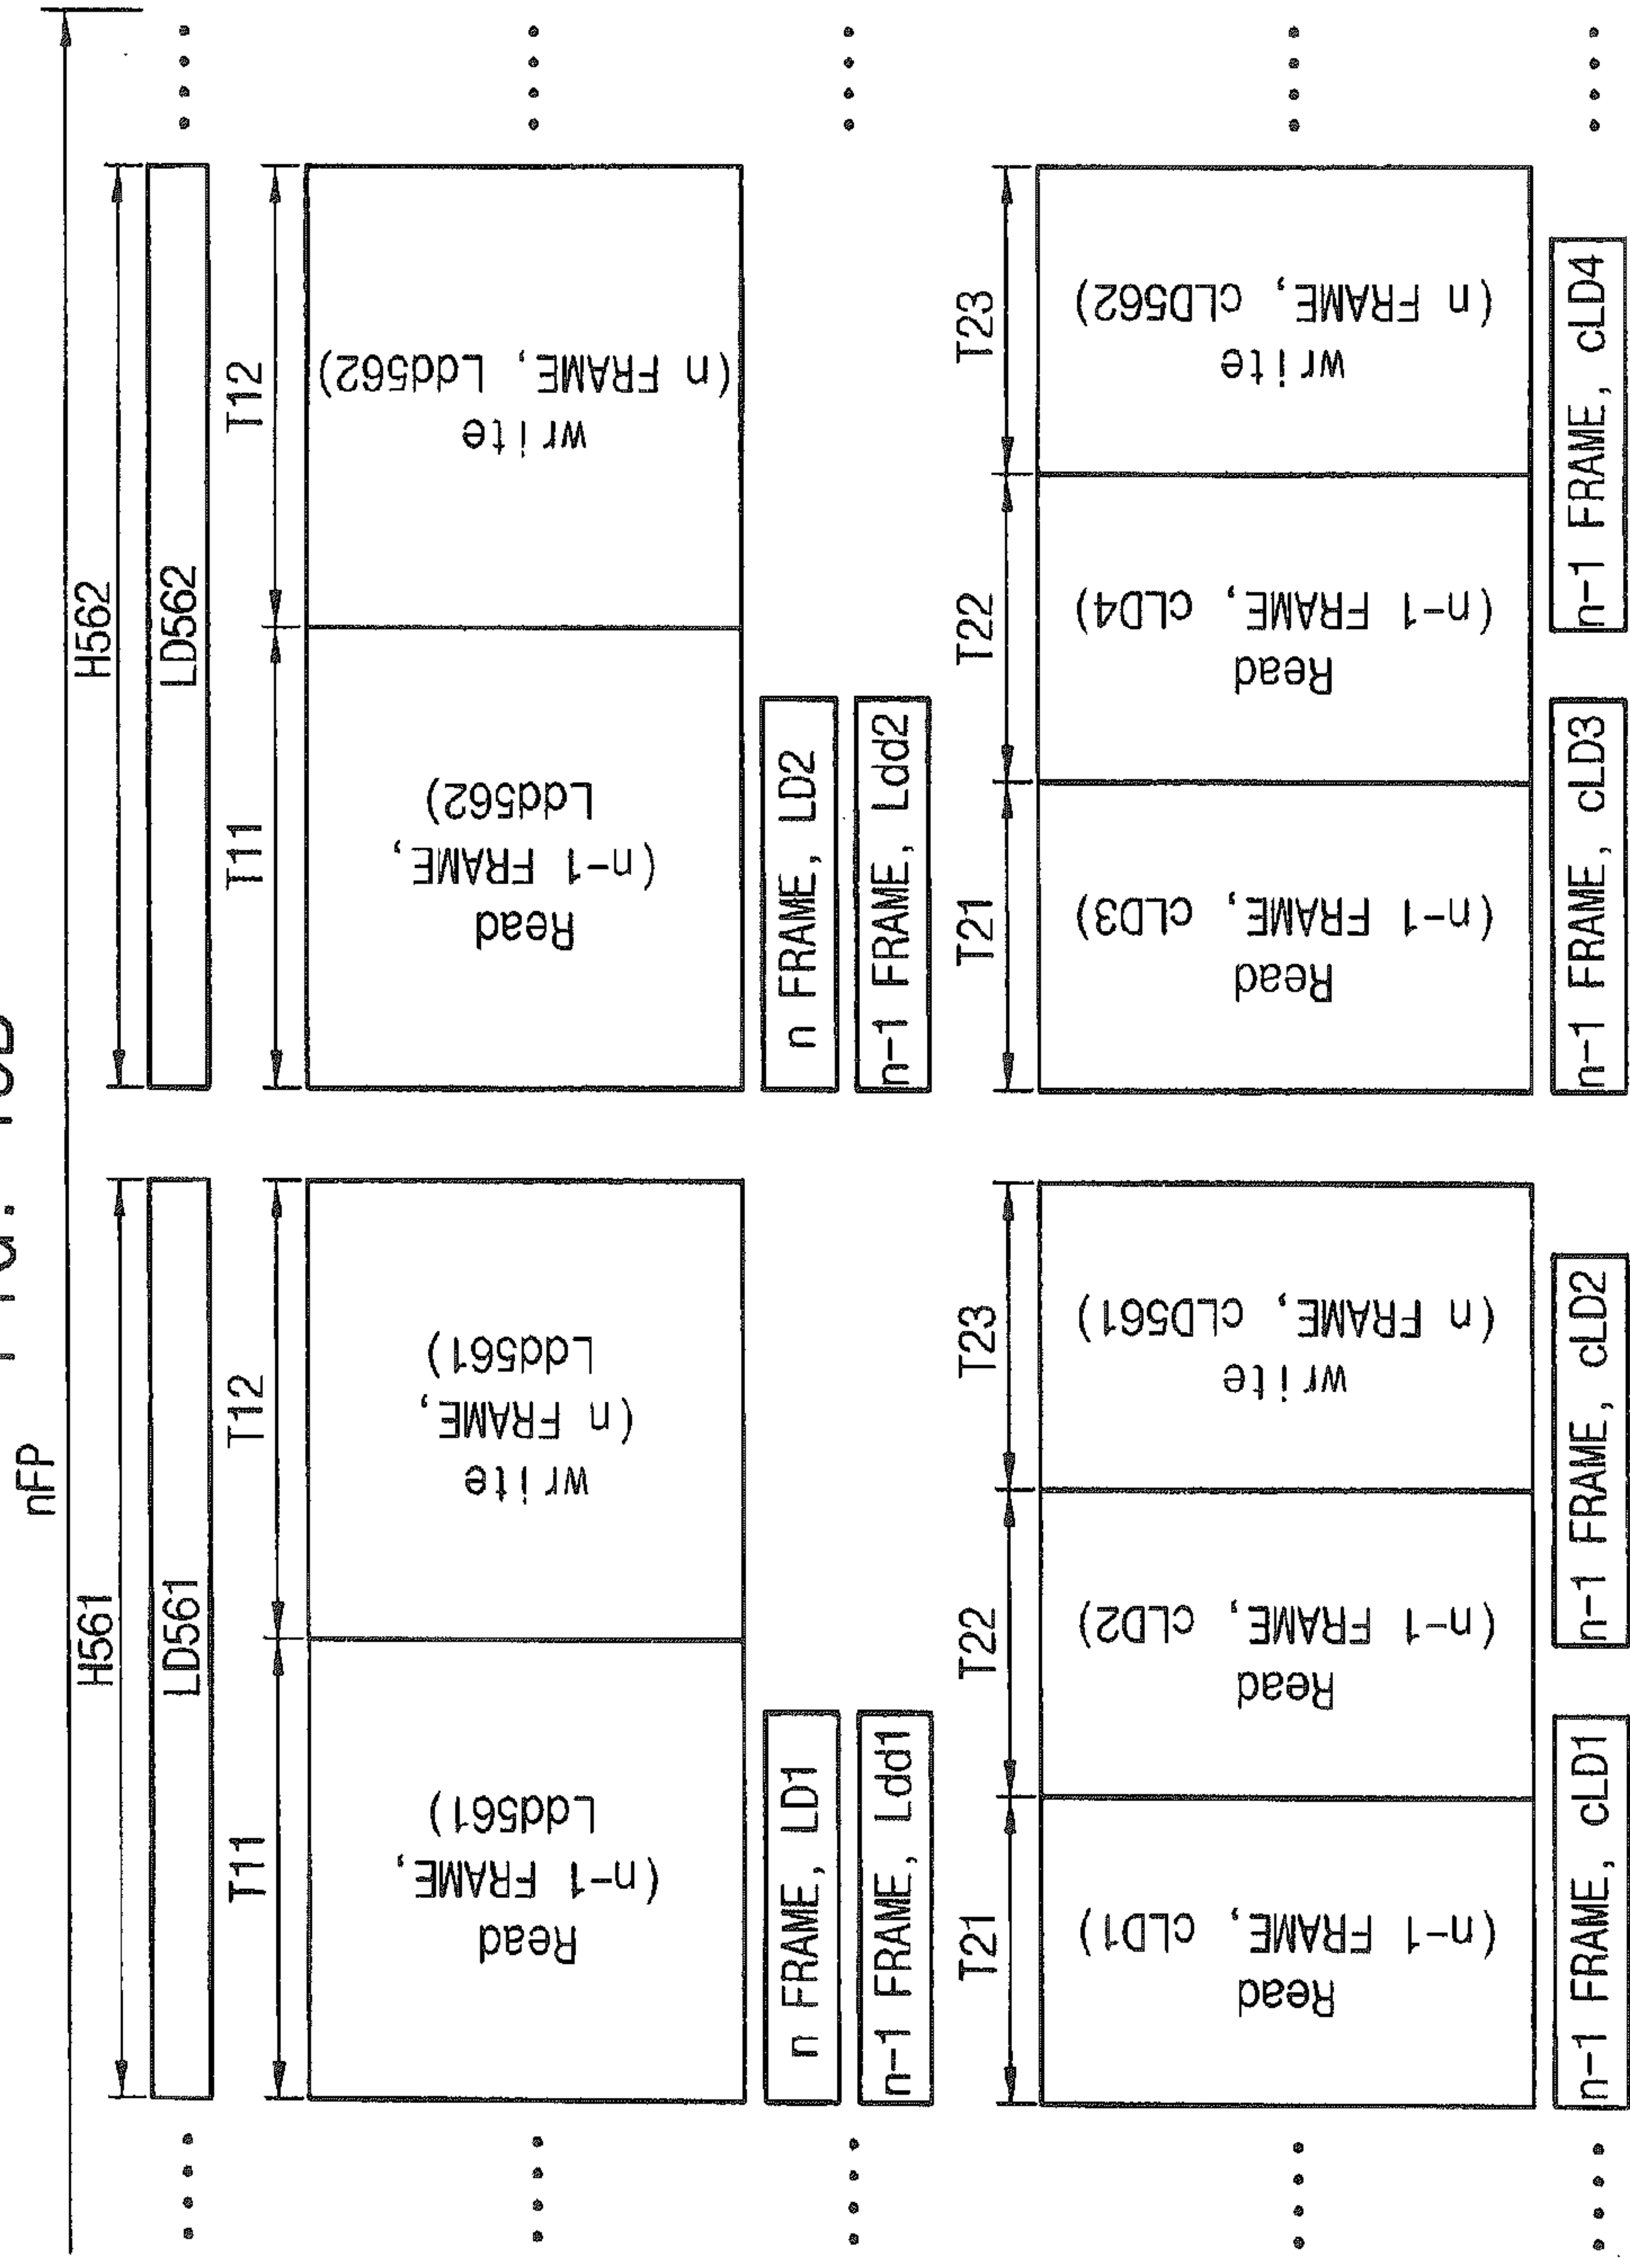 nFP
H561
H562
LD561
LD562
T11
T12
T11
T12
Read
(n-1 FRAME,
Ldd561)
write
(n FRAME,
Ldd561)
Read
(n-1 FRAME,
Ldd562)
write
(n FRAME, Ldd562)
n FRAME, LD1
n-1 FRAME, Ldd1
n FRAME, LD2
n-1 FRAME, Ldd2
T21
T22
T23
T21
T22
T23
Read
(n-1 FRAME, cLD1)
Read
(n-1 FRAME, cLD2)
write
(n FRAME, cLD561)
Read
(n-1 FRAME, cLD3)
Read
(n-1 FRAME, cLD4)
write
(n FRAME, cLD562)
n-1 FRAME, cLD1
n-1 FRAME, cLD2
n-1 FRAME, cLD3
n-1 FRAME, cLD4